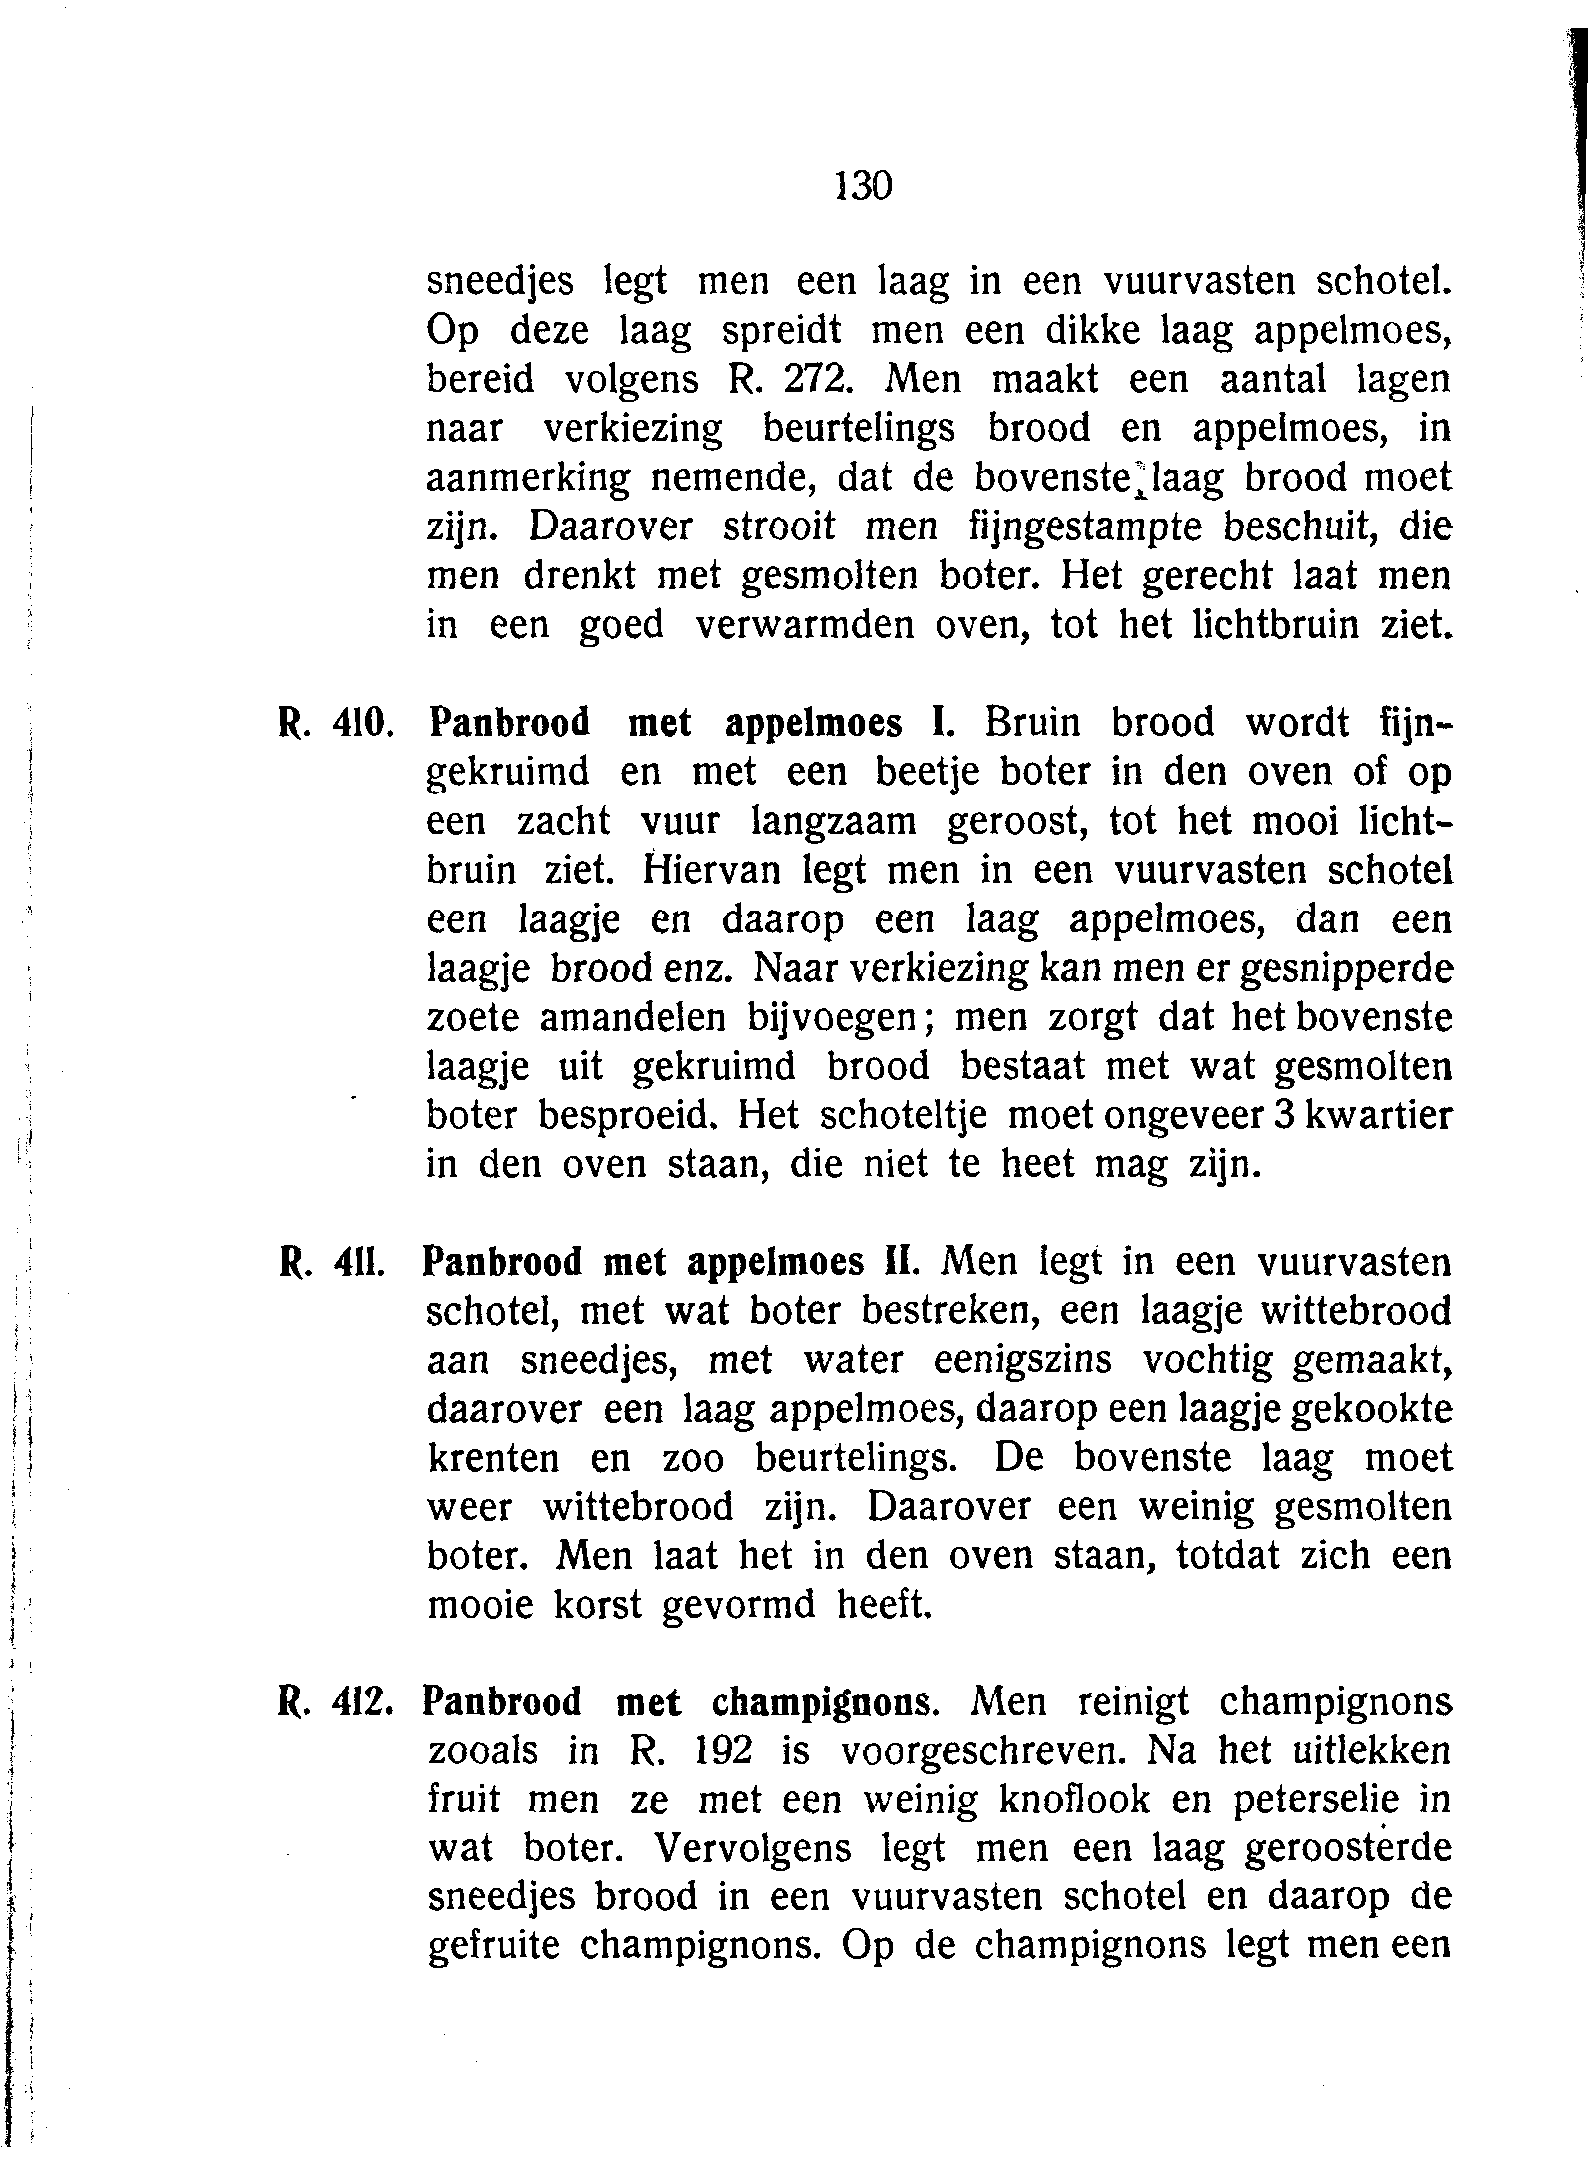 130
sneedjes legt men een laag in een vuurvasten schotel.
Op deze laag spreidt men een dikke laag appelmoes,
bereid volgens R. 272. Men maakt een aantal lagen
naar verkiezing beurtelings brood en appelmoes, in
aanmerking nemende, dat de bovenste laag brood moet
zijn. Daarover strooit men fijngestampte beschuit, die
men drenkt met gesmolten boter. Het gerecht laat men
in een goed verwarmden oven, tot het lichtbruin ziet.
R. 410. Panbrood met appelmoes I. Bruin brood wordt fijn-
gekruimd en met een beetje boter in den oven of op
een zacht vuur langzaam geroost, tot het mooi licht-
bruin ziet. Hiervan legt men in een vuurvasten schotel
een laagje en daarop een laag appelmoes, dan een
laagje brood enz. Naar verkiezing kan men er gesnipperde
zoete amandelen bijvoegen; men zorgt dat het bovenste
laagje uit gekruimd brood bestaat met wat gesmolten
boter besproeid. Het schoteltje moet ongeveer 3 kwartier
in den oven staan, die niet te heet mag zijn.
R. 411. Panbrood met appelmoes II. Men legt in een vuurvasten
schotel, met wat boter bestreken, een laagje wittebrood
aan sneedjes, met water eenigszins vochtig gemaakt,
daarover een laag appelmoes, daarop een laagje gekookte
krenten en zoo beurtelings. De bovenste laag moet
weer wittebrood zijn. Daarover een weinig gesmolten
boter. Men laat het in den oven staan, totdat zich een
mooie korst gevormd heeft.
R. 412. Panbrood met champignons. Men reinigt champignons
zooals in R. 192 is voorgeschreven. Na het uitlekken
fruit men ze met een weinig knoflook en peterselie in
wat boter. Vervolgens legt men een laag geroosterde
sneedjes brood in een vuurvasten schotel en daarop de
gefruite champignons. Op de champignons legt men een